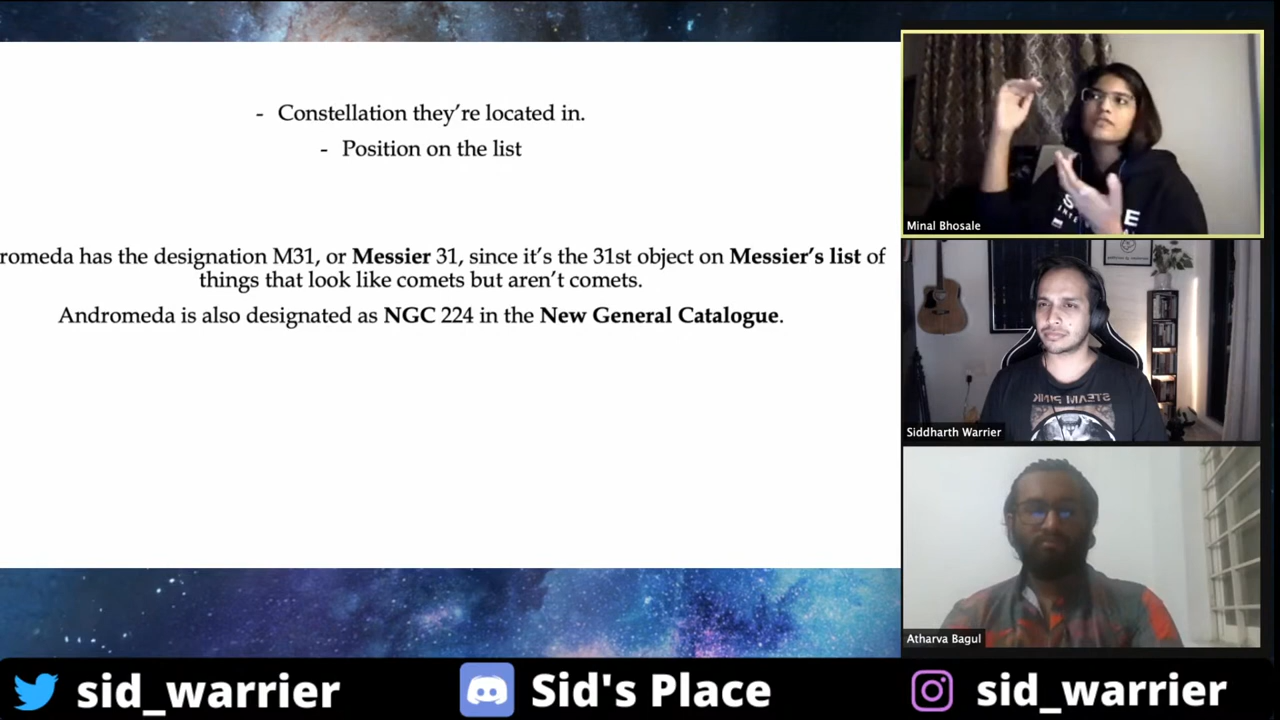 - Constellation they're located in.
- Position on the list
romeda has the designation M31, or Messier 31, since it's the 31st object on Messier's list of
things that look like comets but aren't comets.
Andromeda is also designated as NGC 224 in the New General Catalogue.
Minal Bhosale
Siddharth Warrier
STEAM PUNK
Atharva Bagul
sid_warrier
Sid's Place
sid_warrier